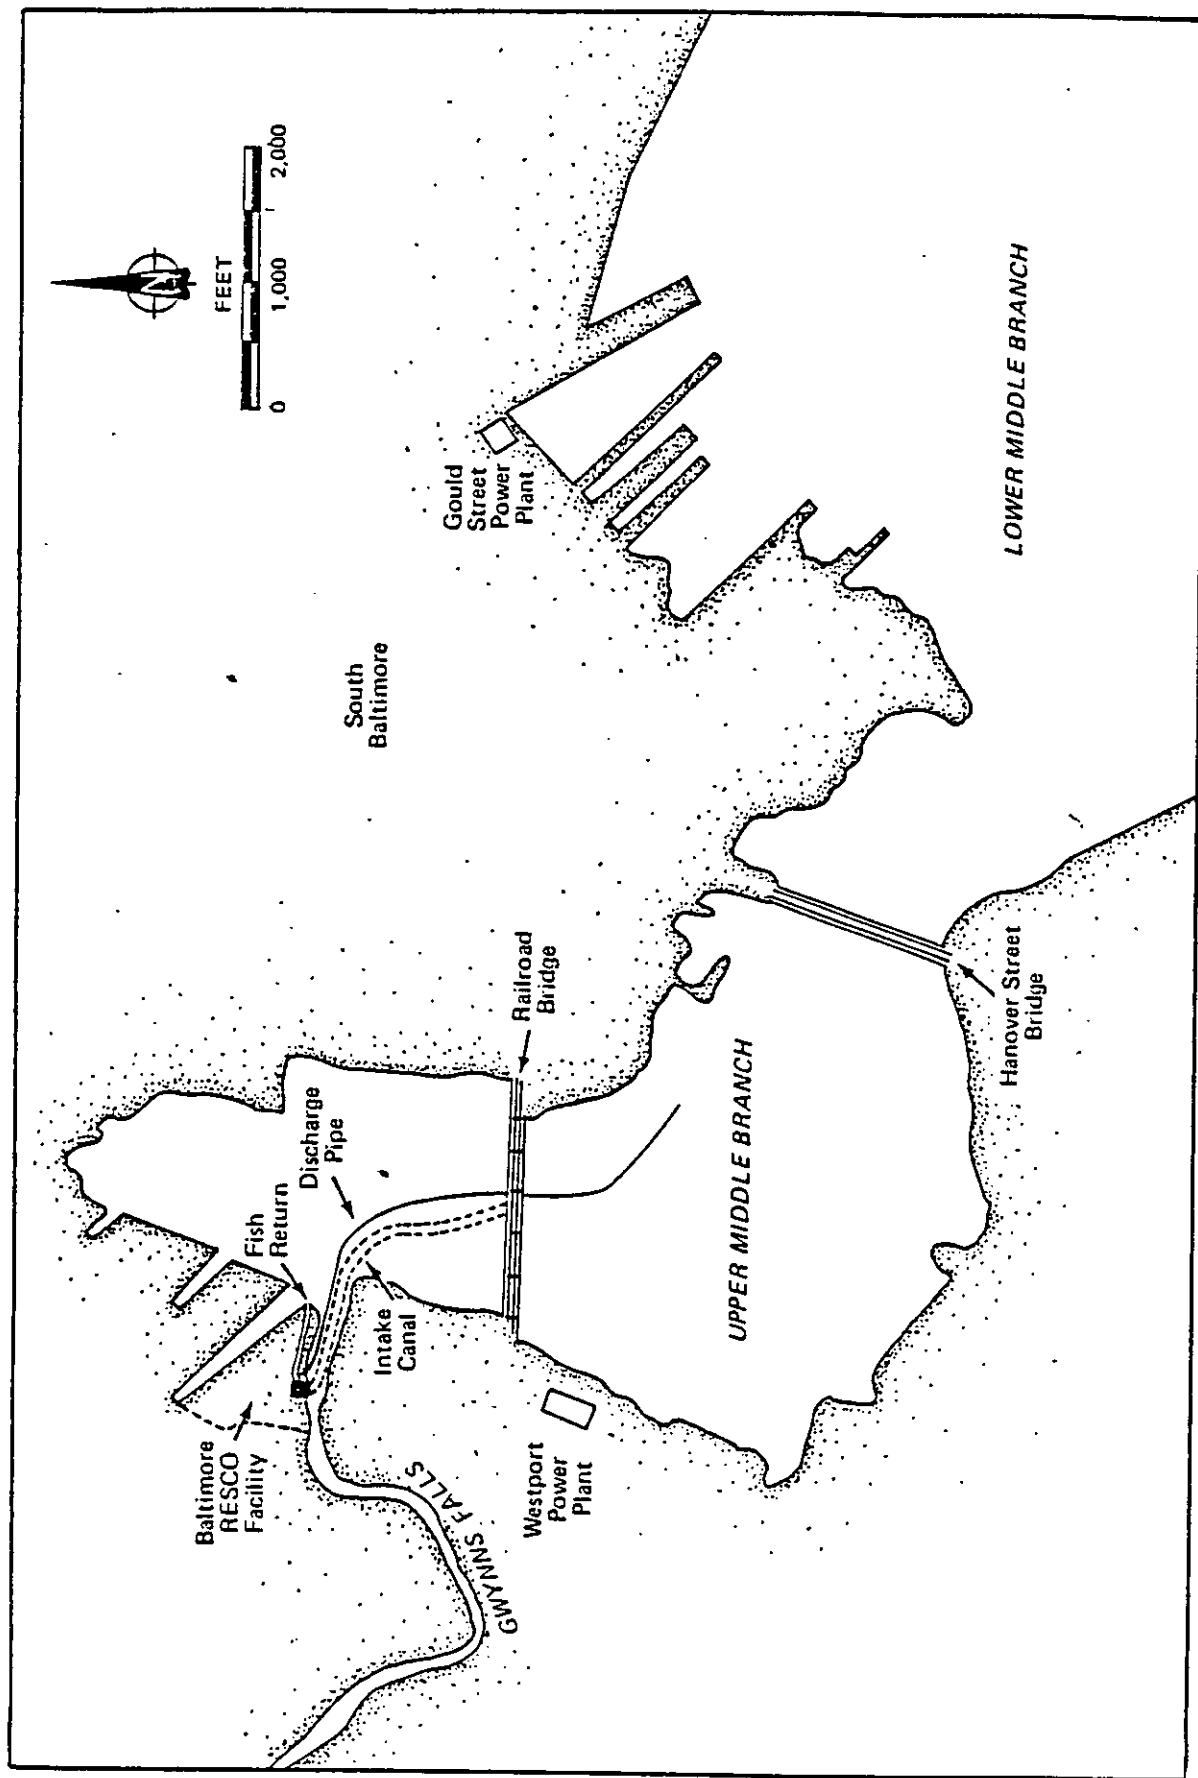 N
FEET
0 1,000 2,000
Baltimore
RESCO
Facility
Fish
Return
Discharge
Pipe
Intake
Canal
South
Baltimore
Gould
Street
Power
Plant
GWYNNS FALLS
Westport
Power
Plant
Railroad
Bridge
UPPER MIDDLE BRANCH
Hanover Street
Bridge
LOWER MIDDLE BRANCH